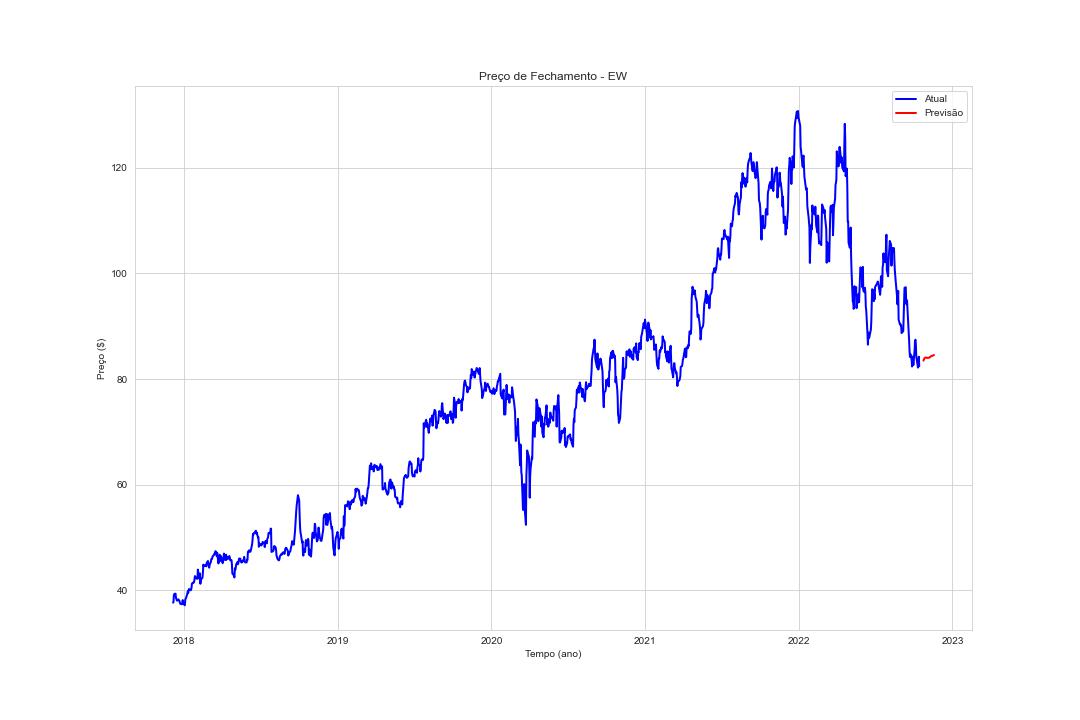 Preço de Fechamento - EW
Atual
Previsão
120
100
80
60
40
Preço ($)
2018 2019 2020 2021 2022 2023
Tempo (ano)